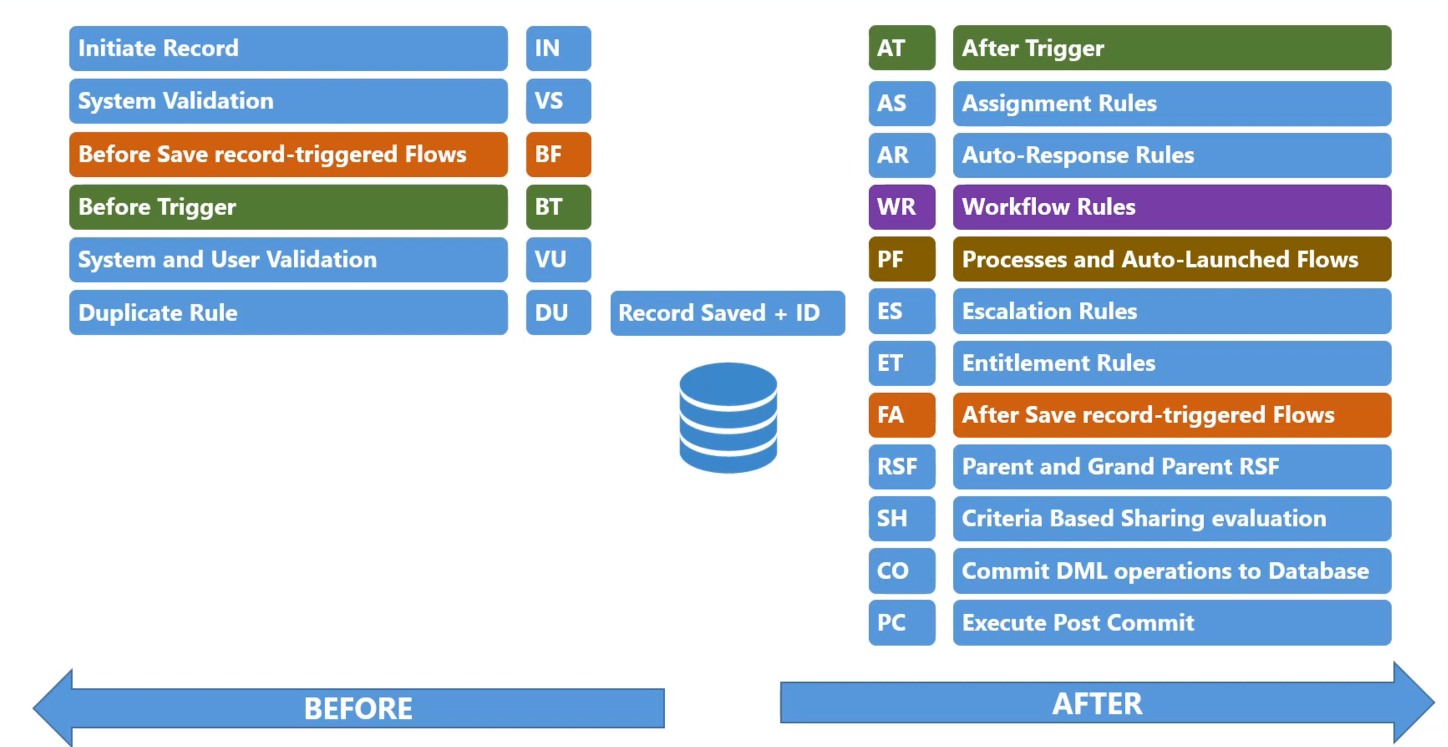 Initiate Record IN
System Validation VS
Before Save record-triggered Flows BF
Before Trigger BT
System and User Validation VU
Duplicate Rule DU
Record Saved + ID
AT After Trigger
AS Assignment Rules
AR Auto-Response Rules
WR Workflow Rules
PF Processes and Auto-Launched Flows
ES Escalation Rules
ET Entitlement Rules
FA After Save record-triggered Flows
RSF Parent and Grand Parent RSF
SH Criteria Based Sharing evaluation
CO Commit DML operations to Database
PC Execute Post Commit
BEFORE
AFTER